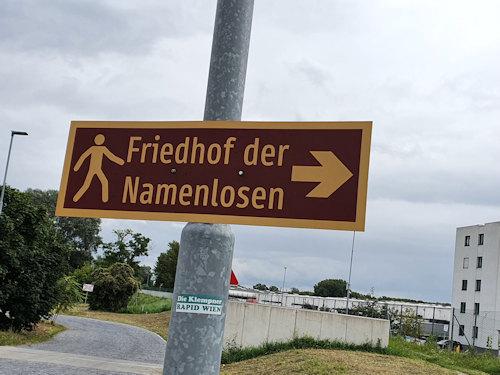 Friedhof der
Namenlosen
Die Klempner
RAPID WIEN